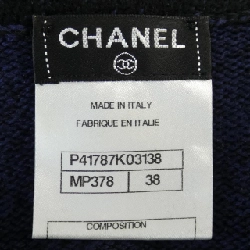 CHANEL
MADE IN ITALY
FABRIQUE EN ITALIE
P41787K03138
MP378 38
COMPOSITION